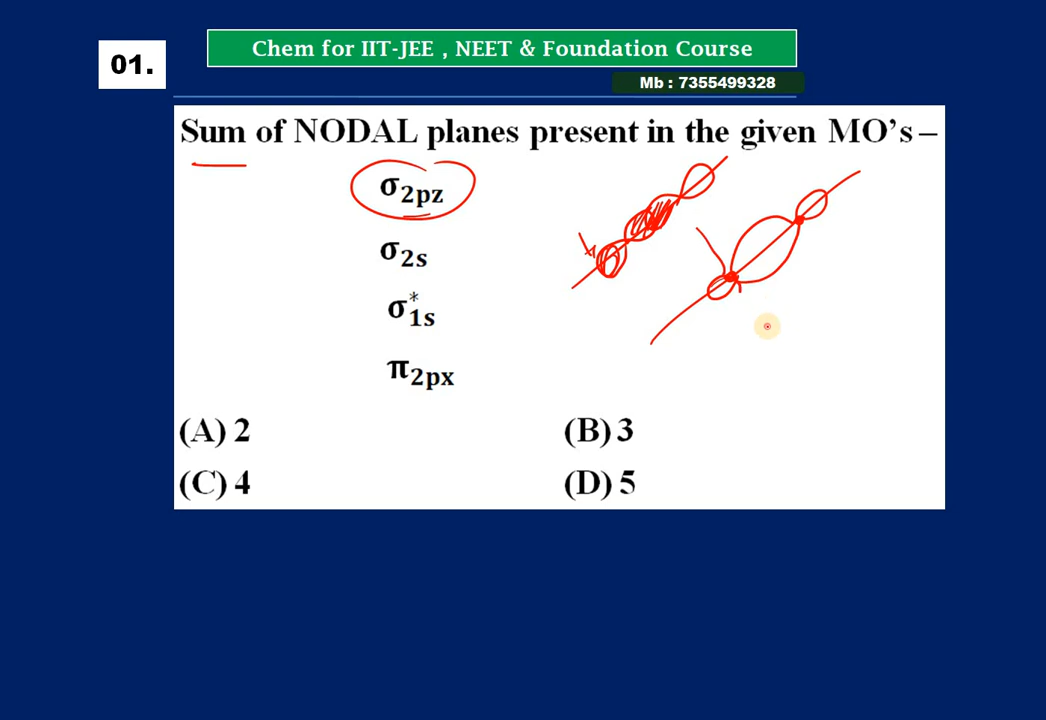 01.
Chem for IIT-JEE , NEET & Foundation Course
Mb : 7355499328
Sum of NODAL planes present in the given MO's –
σ2pz
σ2s
σ*1s
π2px
(A) 2 (B) 3
(C) 4 (D) 5